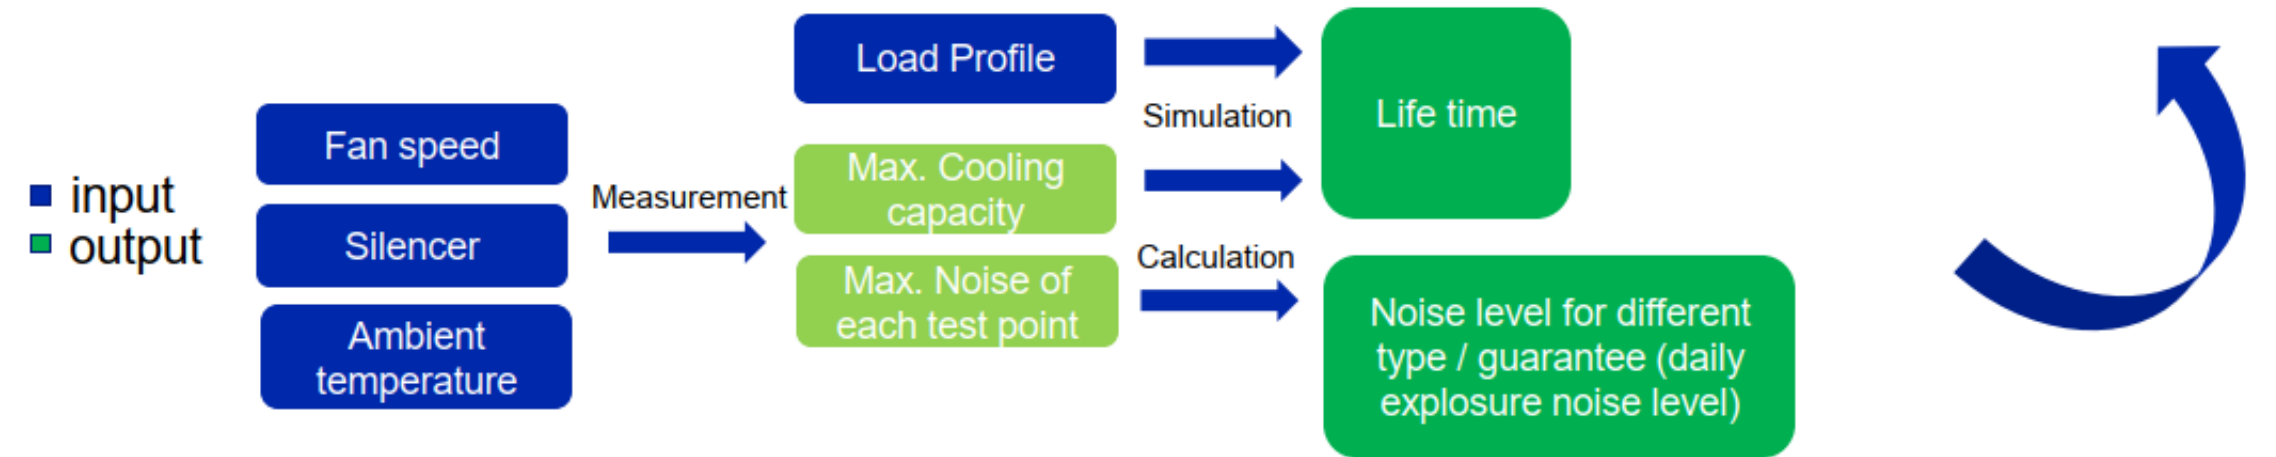 input
output
Fan speed
Silencer
Ambient
temperature
Measurement
Load Profile
Max. Cooling
capacity
Max. Noise of
each test point
Simulation
Calculation
Life time
Noise level for different
type / guarantee (daily
explosure noise level)